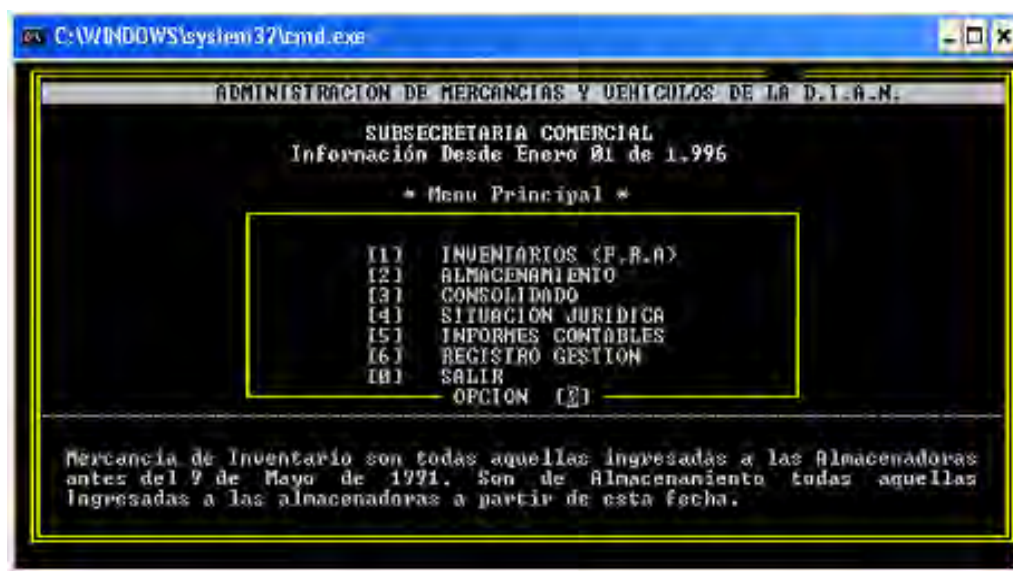 C:\WINDOWS\system32\cmd.exe
ADMINISTRACION DE MERCANCIAS Y VEHICULOS DE LA D.I.A.N.
SUBSECRETARIA COMERCIAL
Información Desde Enero 01 de 1.996
* Menu Principal *
[1] INVENTARIOS (F.R.A)
[2] ALMACENAMIENTO
[3] CONSOLIDADO
[4] SITUACION JURIDICA
[5] INFORMES CONTABLES
[6] REGISTRO GESTION
[0] SALIR
OPCION [2]
Mercancia de Inventario son todas aquellas ingresadas a las Almacenadoras
antes del 9 de Mayo de 1991. Son de Almacenamiento todas aquellas
Ingresadas a las almacenadoras a partir de esta fecha.